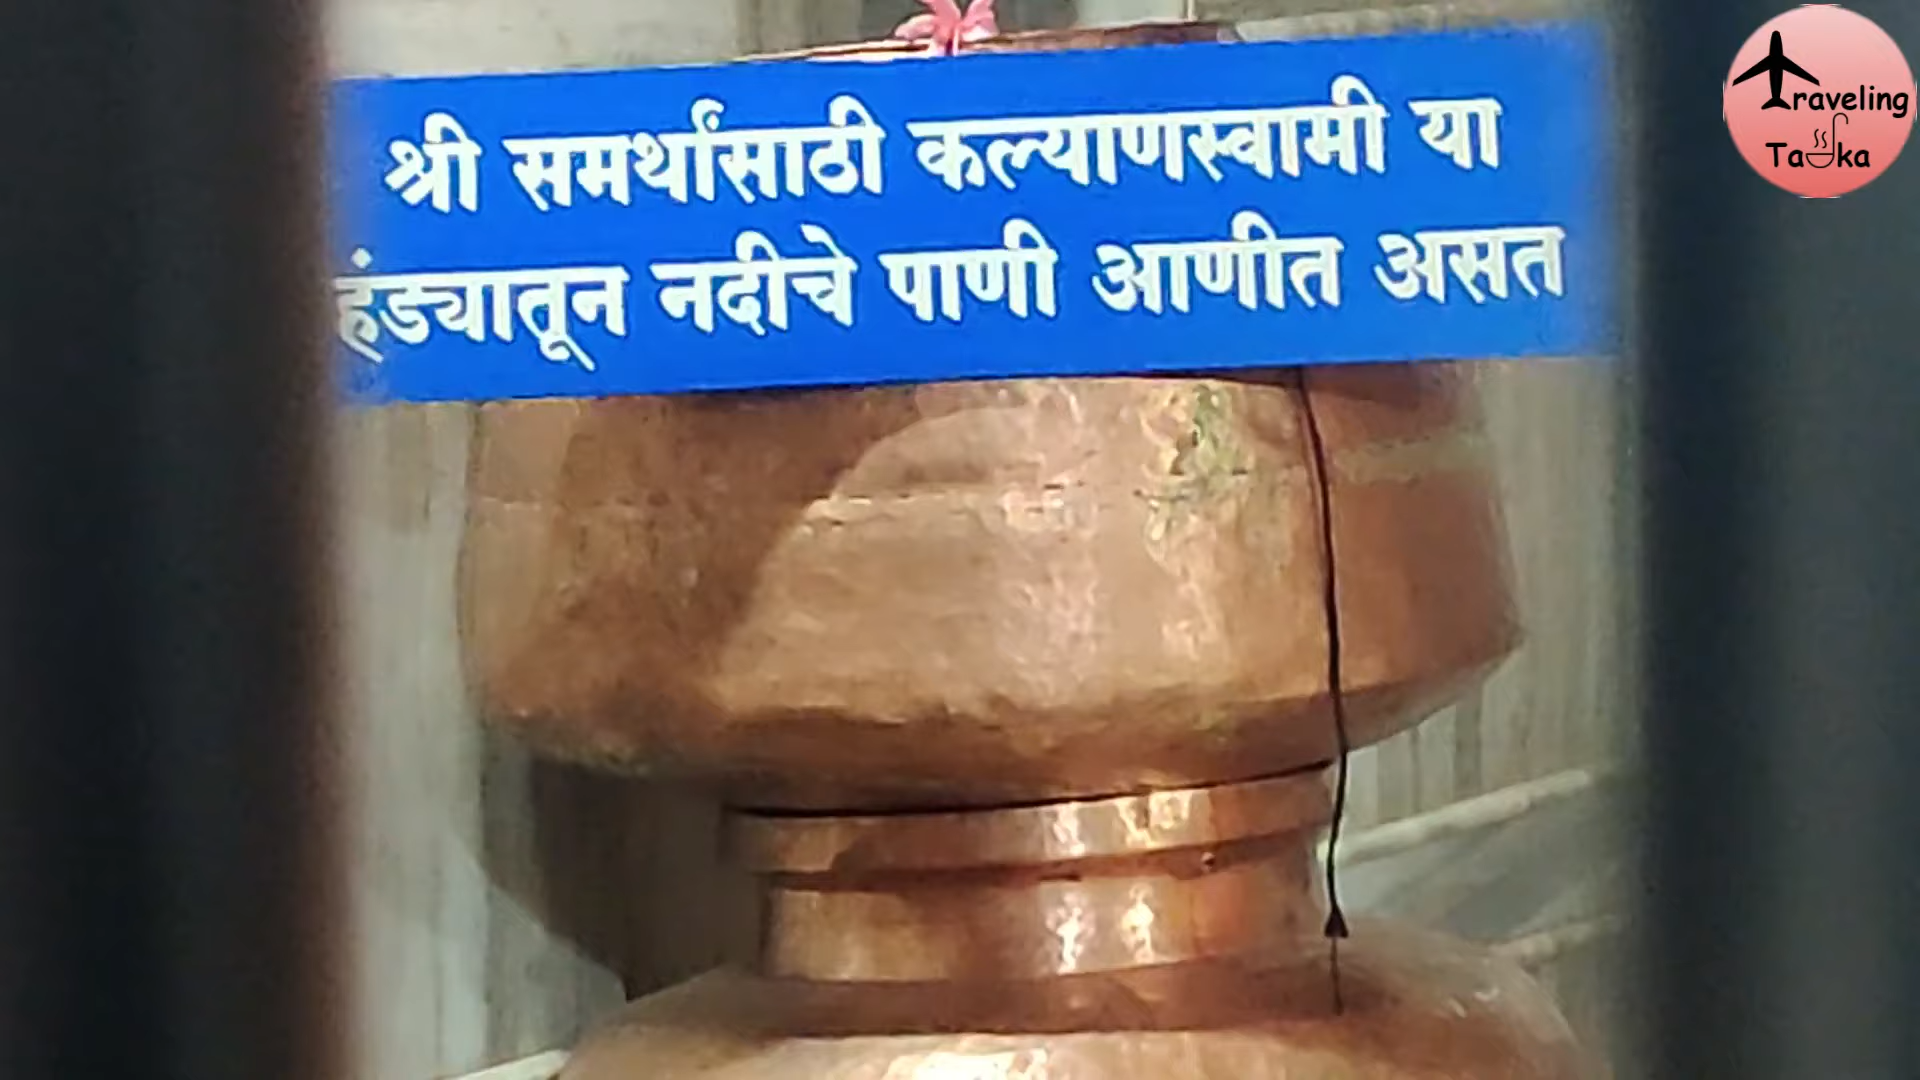 श्री समर्थांसाठी कल्याणस्वामी या
हंड्यातून नदीचे पाणी आणीत असत
Traveling
Tadka